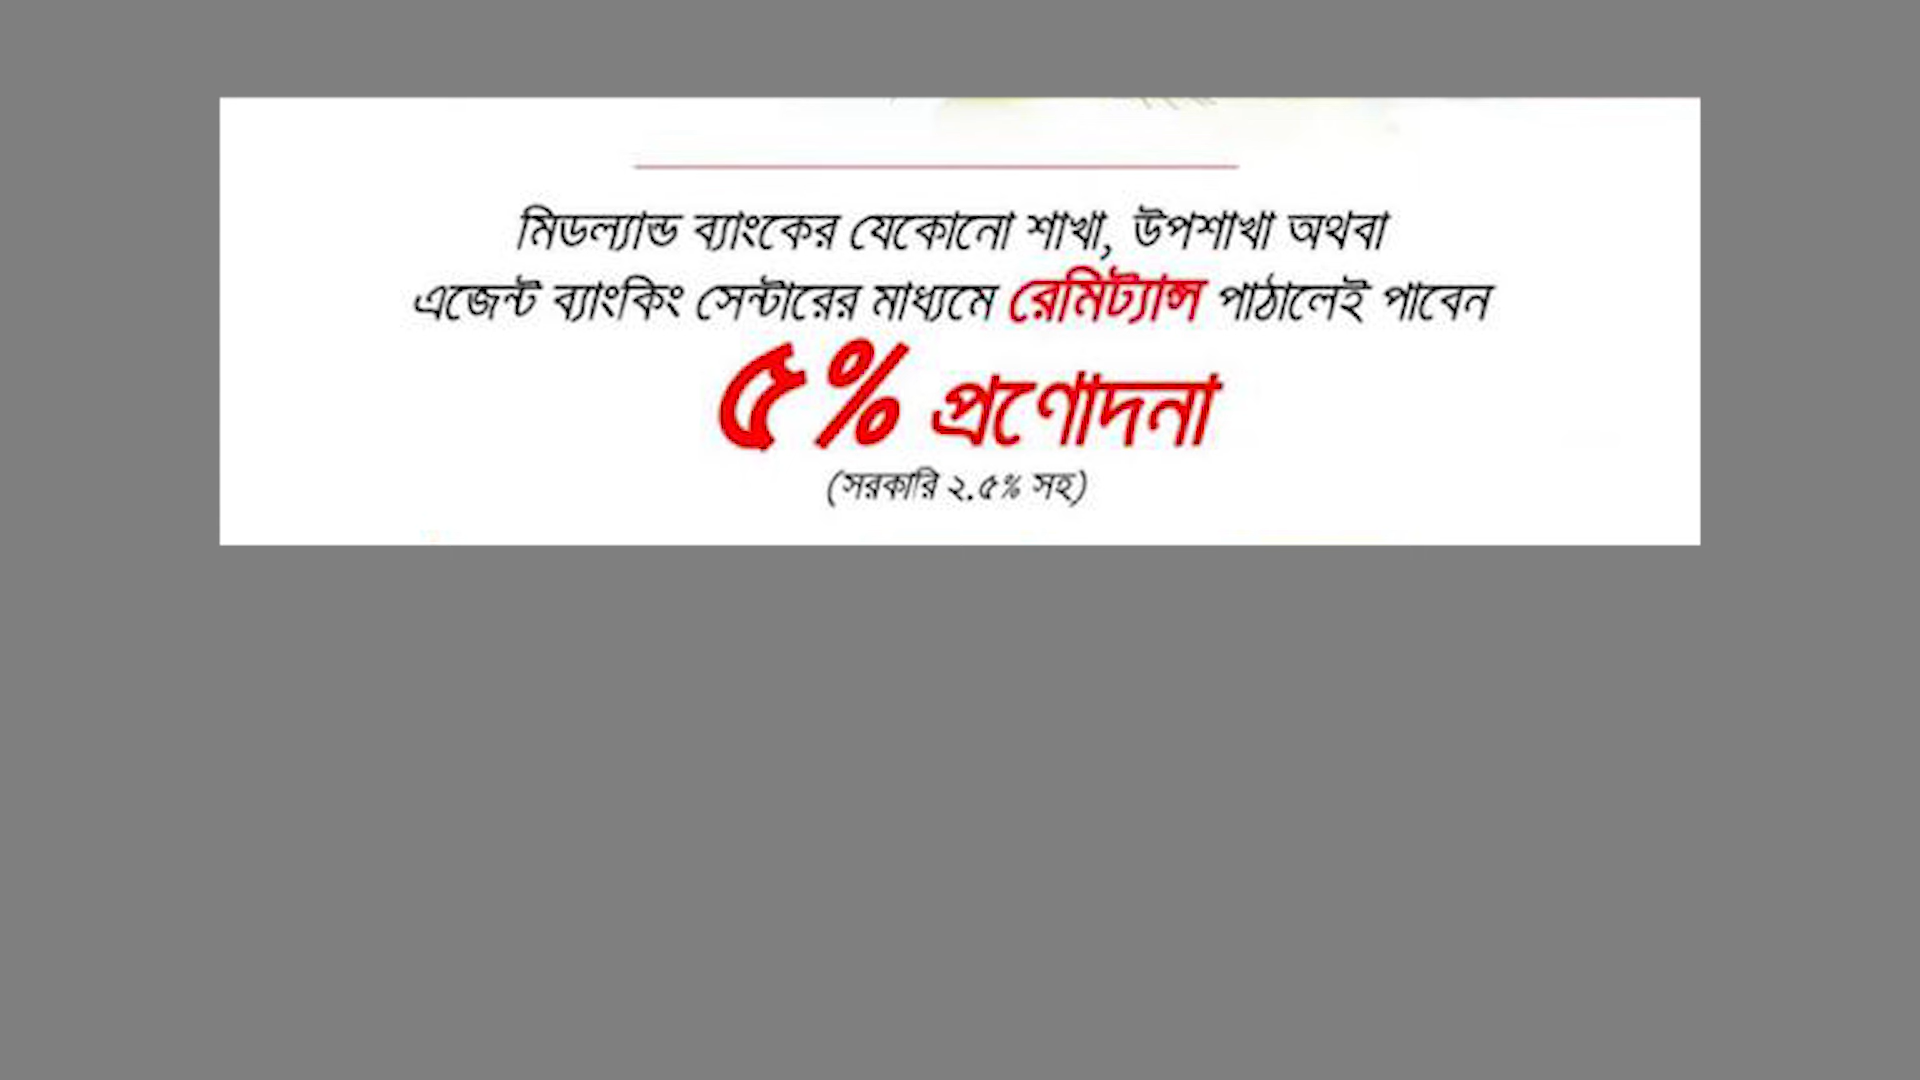 মিডল্যান্ড ব্যাংকের যেকোনো শাখা, উপশাখা অথবা
এজেন্ট ব্যাংকিং সেন্টারের মাধ্যমে রেমিট্যান্স পাঠালেই পাবেন
৫% প্রণোদনা
(সরকারি ২.৫% সহ)